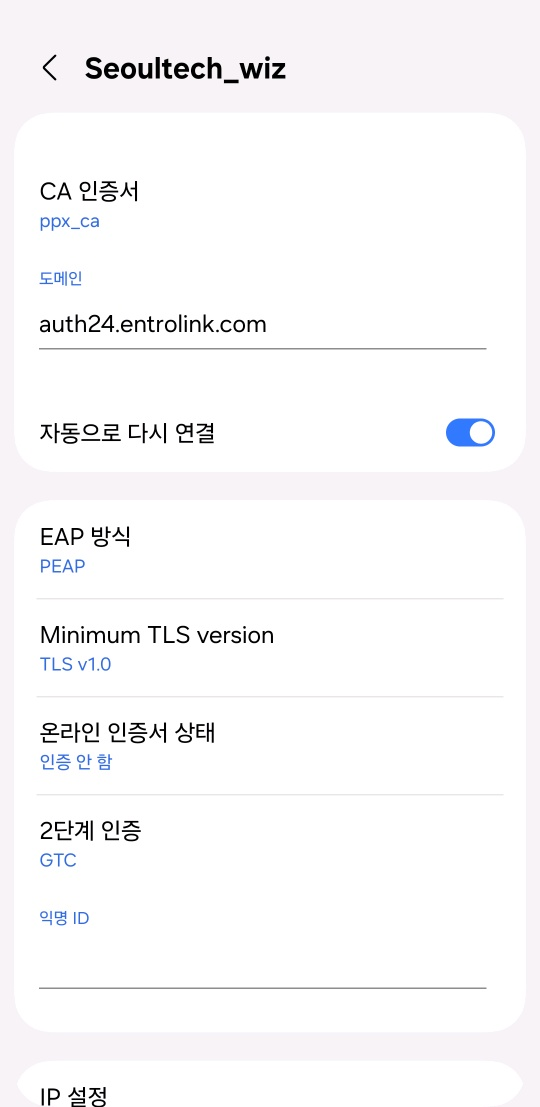 Seoultech_wiz
CA 인증서
ppx_ca
도메인
auth24.entrolink.com
자동으로 다시 연결
EAP 방식
PEAP
Minimum TLS version
TLS v1.0
온라인 인증서 상태
인증 안 함
2단계 인증
GTC
익명 ID
IP 설정